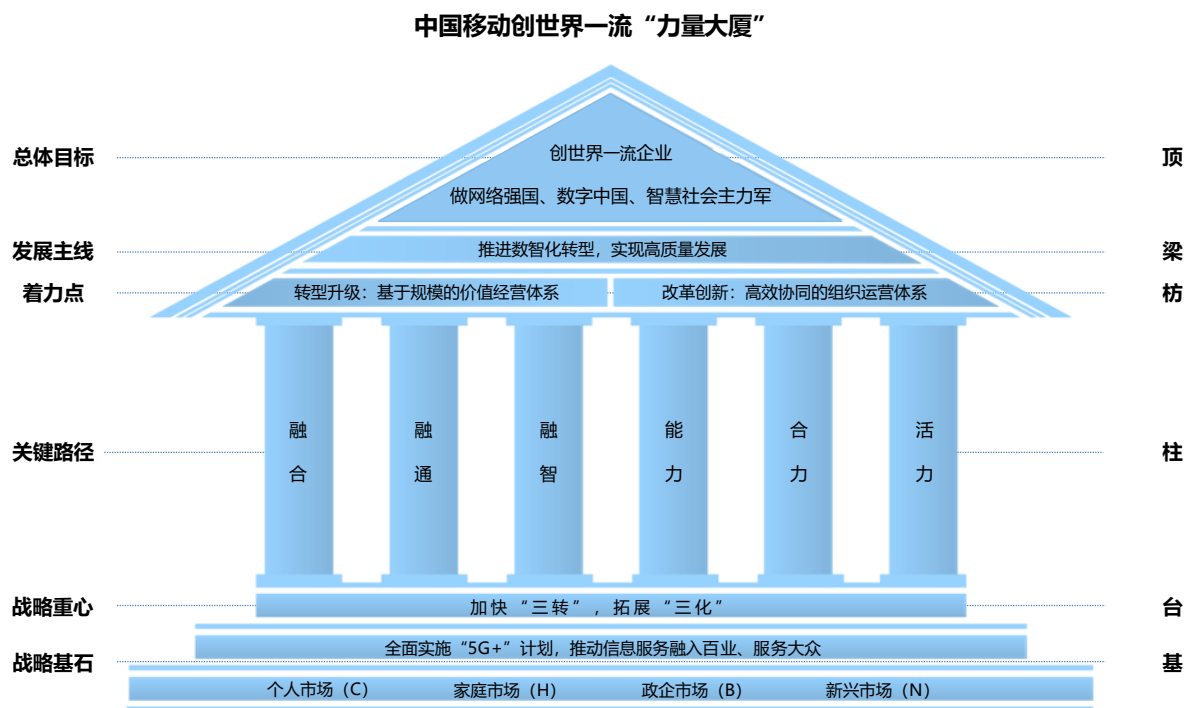 中国移动创世界一流“力量大厦”
总体目标
创世界一流企业
做网络强国、数字中国、智慧社会主力军
顶
发展主线
推进数智化转型，实现高质量发展
梁
着力点
转型升级：基于规模的价值经营体系
改革创新：高效协同的组织运营体系
枋
关键路径
融合
融通
融智
能力
合力
活力
柱
战略重心
加快“三转”，拓展“三化”
台
战略基石
全面实施“5G+”计划，推动信息服务融入百业、服务大众
基
个人市场（C）
家庭市场（H）
政企市场（B）
新兴市场（N）